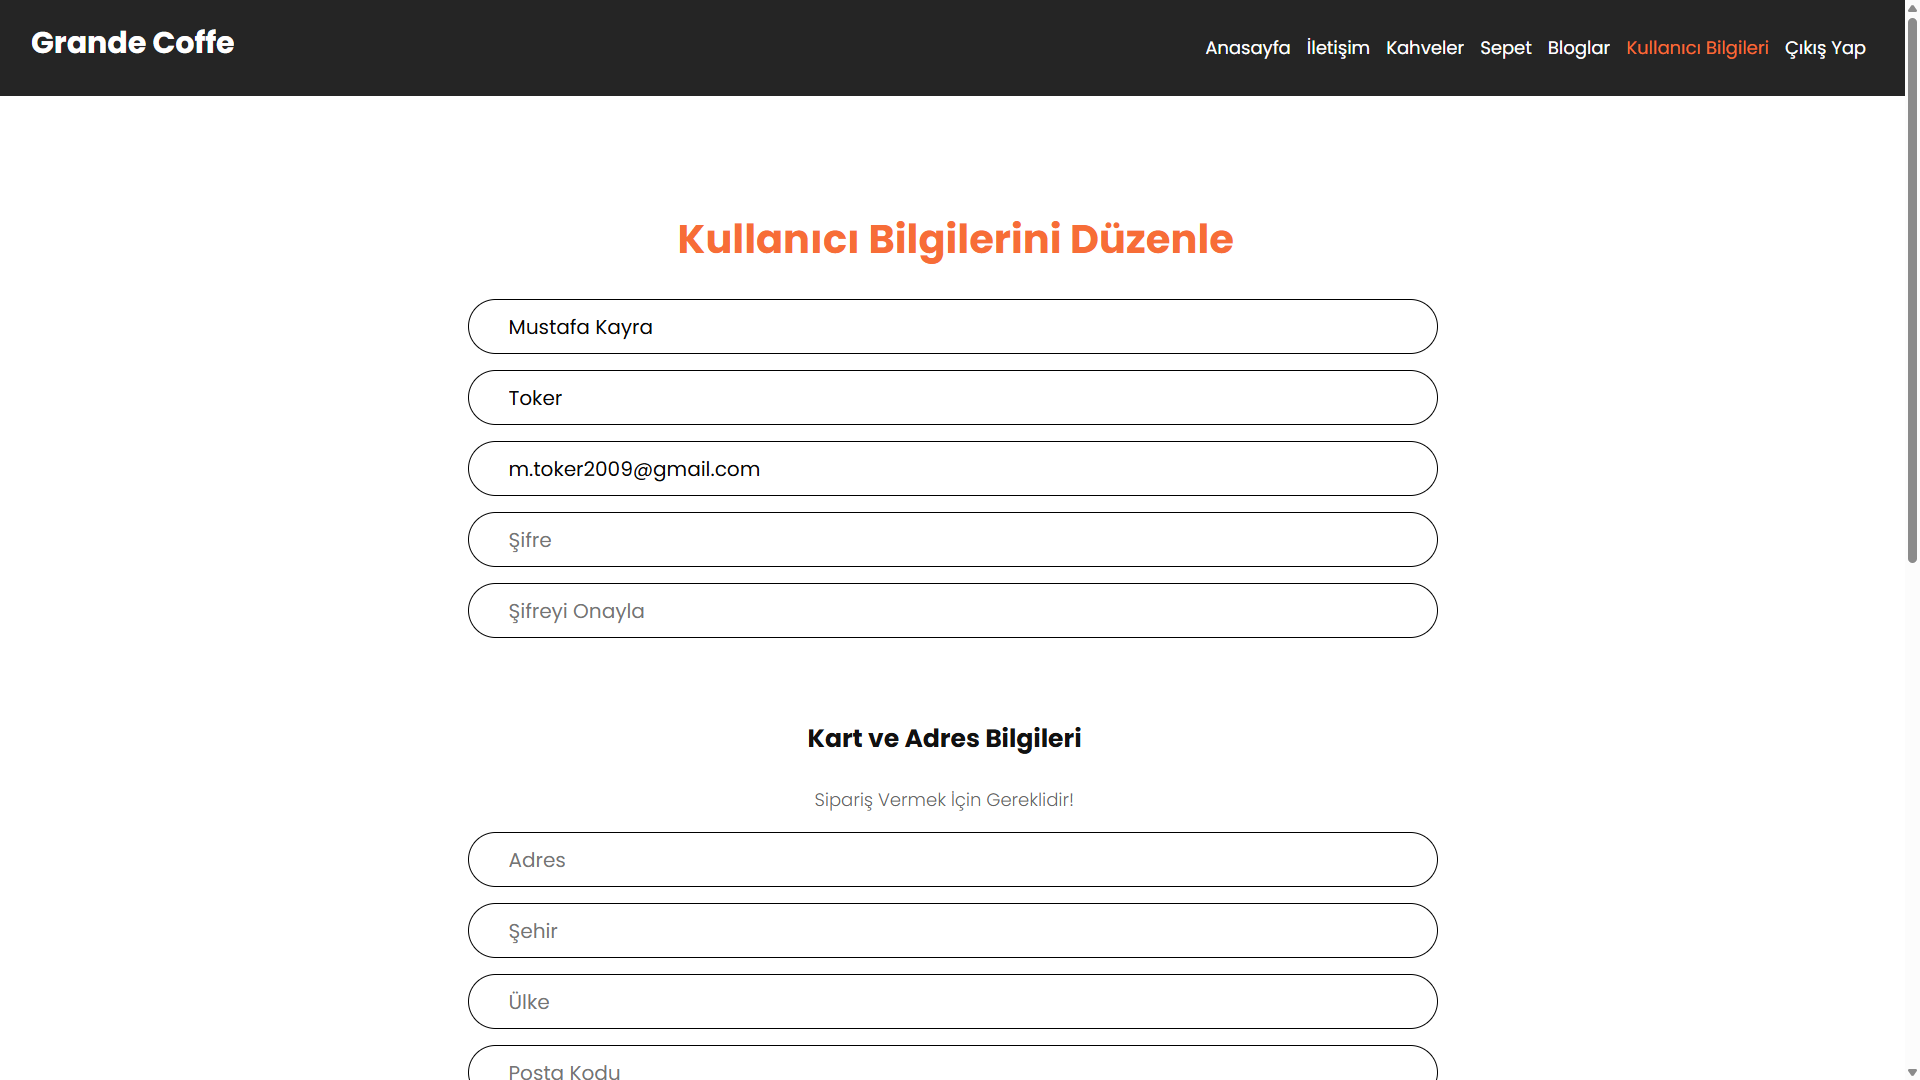 Grande Coffe
Anasayfa İletişim Kahveler Sepet Bloglar Kullanıcı Bilgileri Çıkış Yap
Kullanıcı Bilgilerini Düzenle
Mustafa Kayra
Toker
m.toker2009@gmail.com
Şifre
Şifreyi Onayla
Kart ve Adres Bilgileri
Sipariş Vermek İçin Gereklidir!
Adres
Şehir
Ülke
Posta Kodu